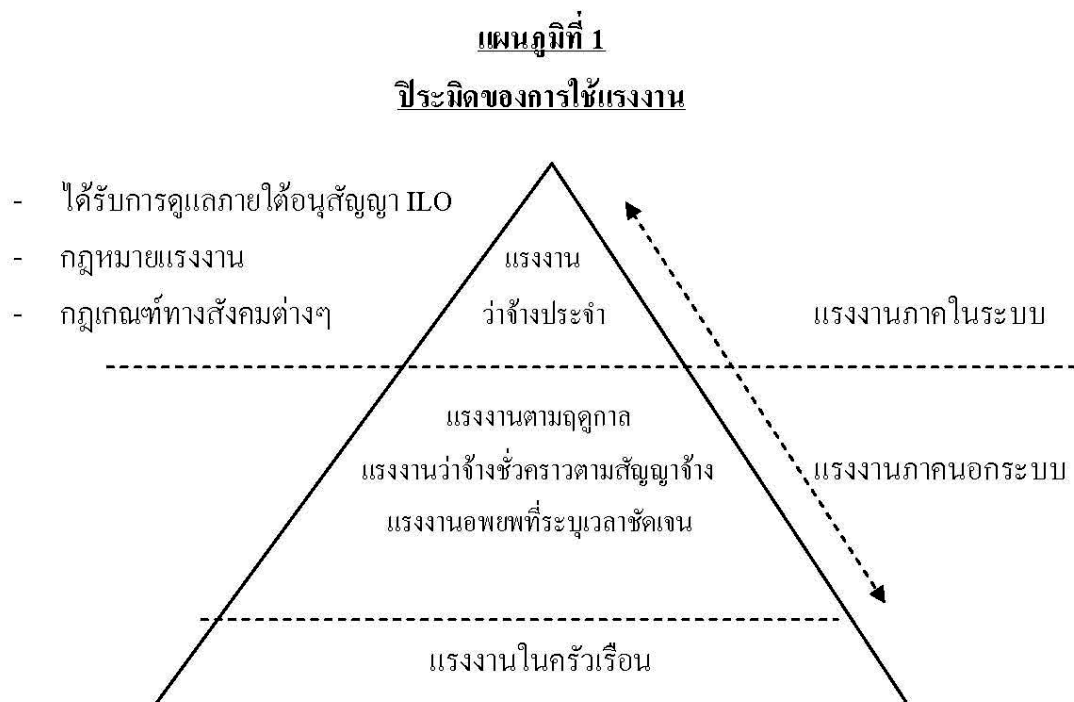 แผนภูมิที่ 1
ปิระมิดของการใช้แรงงาน
- ได้รับการดูแลภายใต้อนุสัญญา ILO
- กฎหมายแรงงาน
- กฎเกณฑ์ทางสังคมต่างๆ
แรงงาน
ว่าจ้างประจำ
แรงงานภาคในระบบ
แรงงานตามฤดูกาล
แรงงานว่าจ้างชั่วคราวตามสัญญาจ้าง
แรงงานอพยพที่ระบุเวลาชัดเจน
แรงงานภาคนอกระบบ
แรงงานในครัวเรือน